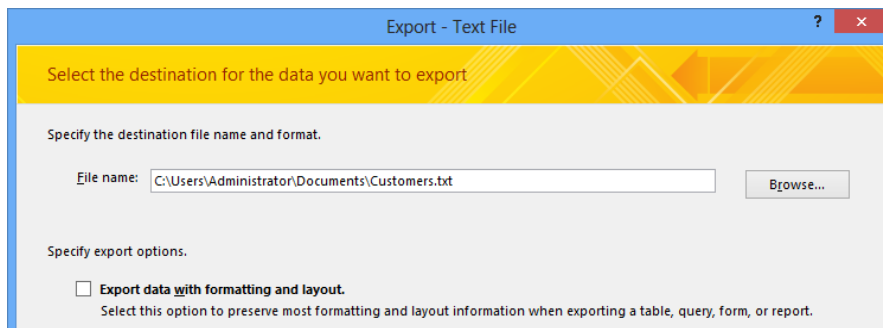 Export - Text File
? ×
Select the destination for the data you want to export
Specify the destination file name and format.
File name: C:\Users\Administrator\Documents\Customers.txt Browse...
Specify export options.
Export data with formatting and layout.
Select this option to preserve most formatting and layout information when exporting a table, query, form, or report.